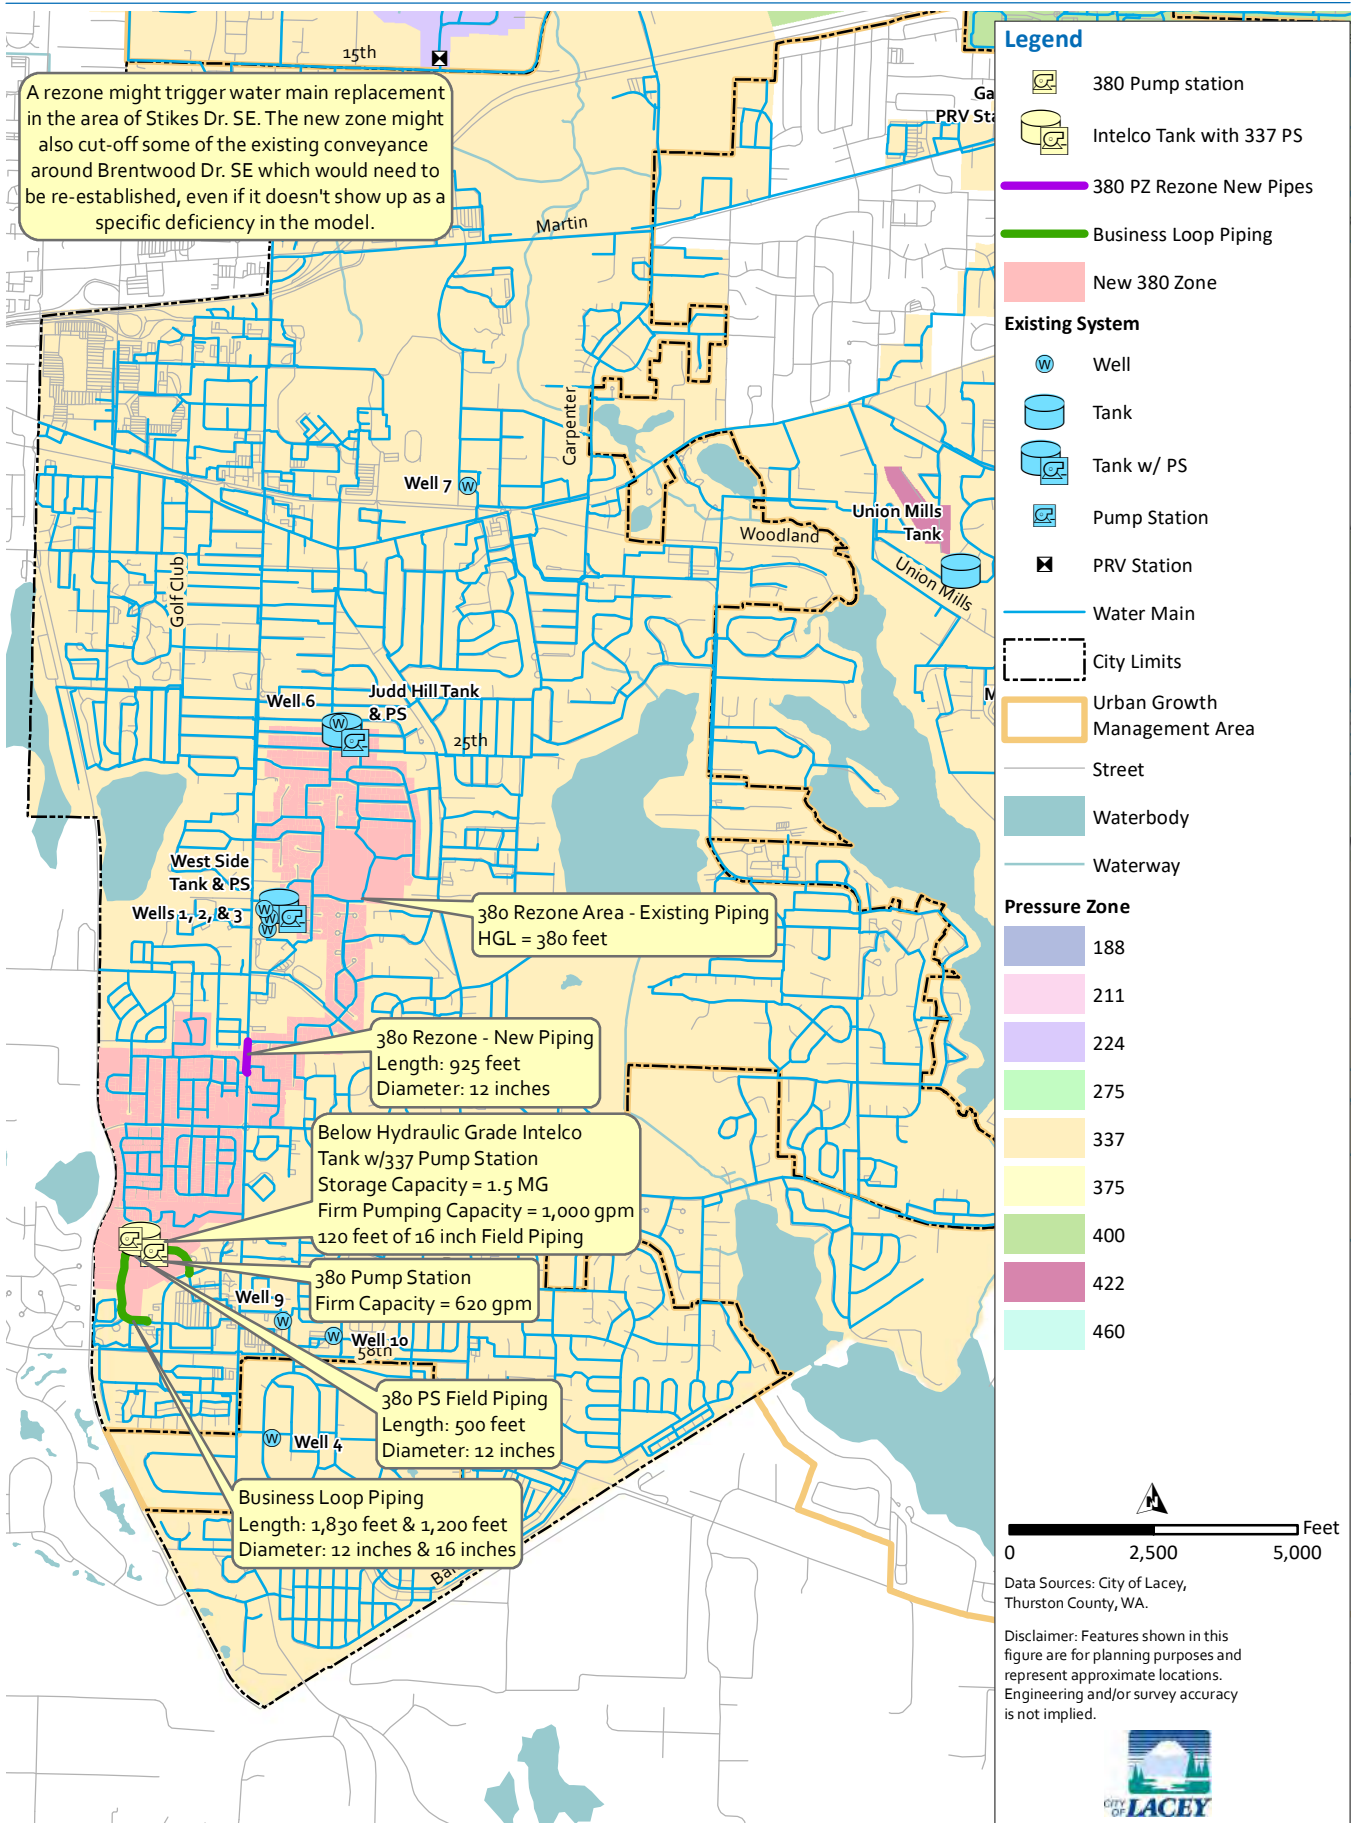 15th
A rezone might trigger water main replacement
in the area of Stikes Dr. SE. The new zone might
also cut-off some of the existing conveyance
around Brentwood Dr. SE which would need to
be re-established, even if it doesn't show up as a
specific deficiency in the model.
Martin
Carpenter
Well 7
Golf Club
Woodland
Union Mills
Tank
Union Mills
Well 6
Judd Hill Tank
& PS
25th
West Side
Tank & PS
Wells 1, 2, & 3
380 Rezone Area - Existing Piping
HGL = 380 feet
380 Rezone - New Piping
Length: 925 feet
Diameter: 12 inches
Below Hydraulic Grade Intelco
Tank w/337 Pump Station
Storage Capacity = 1.5 MG
Firm Pumping Capacity = 1,000 gpm
120 feet of 16 inch Field Piping
380 Pump Station
Firm Capacity = 620 gpm
Well 9
Well 10
58th
380 PS Field Piping
Length: 500 feet
Diameter: 12 inches
Well 4
Business Loop Piping
Length: 1,830 feet & 1,200 feet
Diameter: 12 inches & 16 inches
PRV Sta
Legend
380 Pump station
Intelco Tank with 337 PS
380 PZ Rezone New Pipes
Business Loop Piping
New 380 Zone
Existing System
W Well
Tank
Tank w/ PS
Pump Station
PRV Station
Water Main
City Limits
Urban Growth
Management Area
Street
Waterbody
Waterway
Pressure Zone
188
211
224
275
337
375
400
422
460
N
Feet
0 2,500 5,000
Data Sources: City of Lacey,
Thurston County, WA.
Disclaimer: Features shown in this
figure are for planning purposes and
represent approximate locations.
Engineering and/or survey accuracy
is not implied.
CITY
OF LACEY